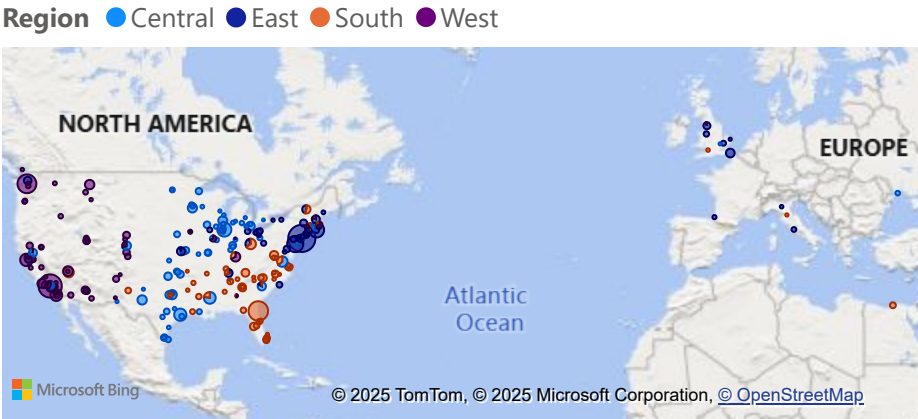 Region Central East South West
NORTH AMERICA
EUROPE
Atlantic
Ocean
Microsoft Bing
© 2025 TomTom, © 2025 Microsoft Corporation, © OpenStreetMap